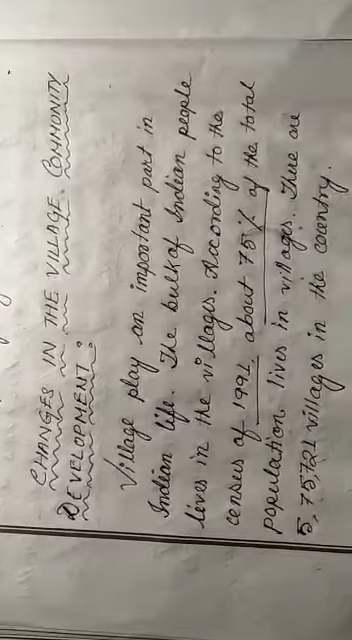 CHANGES IN THE VILLAGE COMMUNITY
DEVELOPMENT :
Village play an important part in
Indian life. The bulk of Indian people
lives in the villages. According to the
census of 1991, about 75% of the total
population lives in villages. There are
5,75,721 villages in the country.